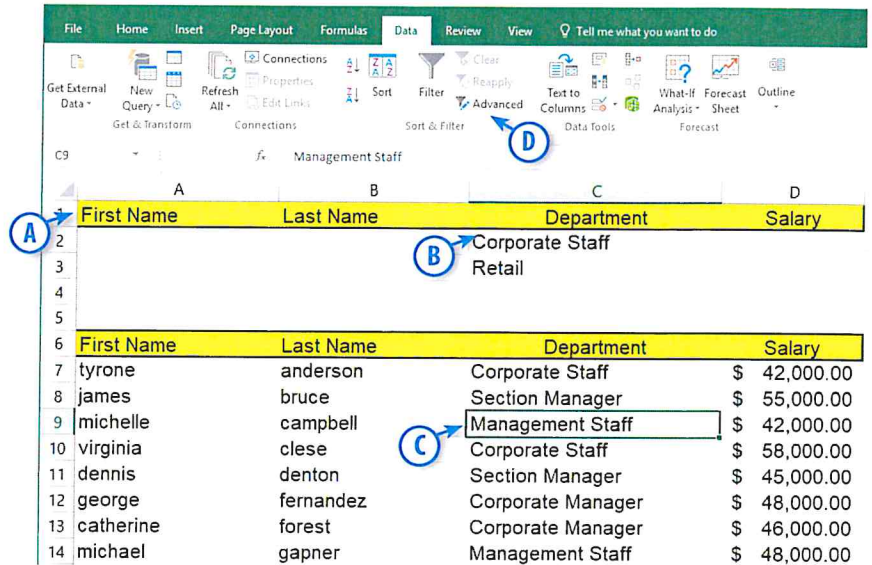 File Home Insert Page Layout Formulas Data Review View Tell me what you want to do
Get External Data
New Query
Refresh All
Connections
Properties
Edit Links
Sort
Filter
Clear
Reapply
Advanced
Text to Columns
What-If Analysis
Forecast Sheet
Outline
Get & Transform Connections Sort & Filter Data Tools Forecast
D
C9 fx Management Staff
A B C D
1 First Name Last Name Department Salary
A
2 Corporate Staff
B
3 Retail
4
5
6 First Name Last Name Department Salary
7 tyrone anderson Corporate Staff $ 42,000.00
8 james bruce Section Manager $ 55,000.00
9 michelle campbell Management Staff $ 42,000.00
C
10 virginia clese Corporate Staff $ 58,000.00
11 dennis denton Section Manager $ 45,000.00
12 george fernandez Corporate Manager $ 48,000.00
13 catherine forest Corporate Manager $ 46,000.00
14 michael gapner Management Staff $ 48,000.00